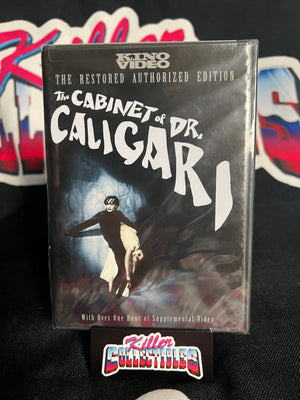 KINO
VIDEO
THE RESTORED AUTHORIZED EDITION
The CABINET of DR.
CALIGARI
With Over One Hour of Supplemental Video
Killer
COLLECTIBLES